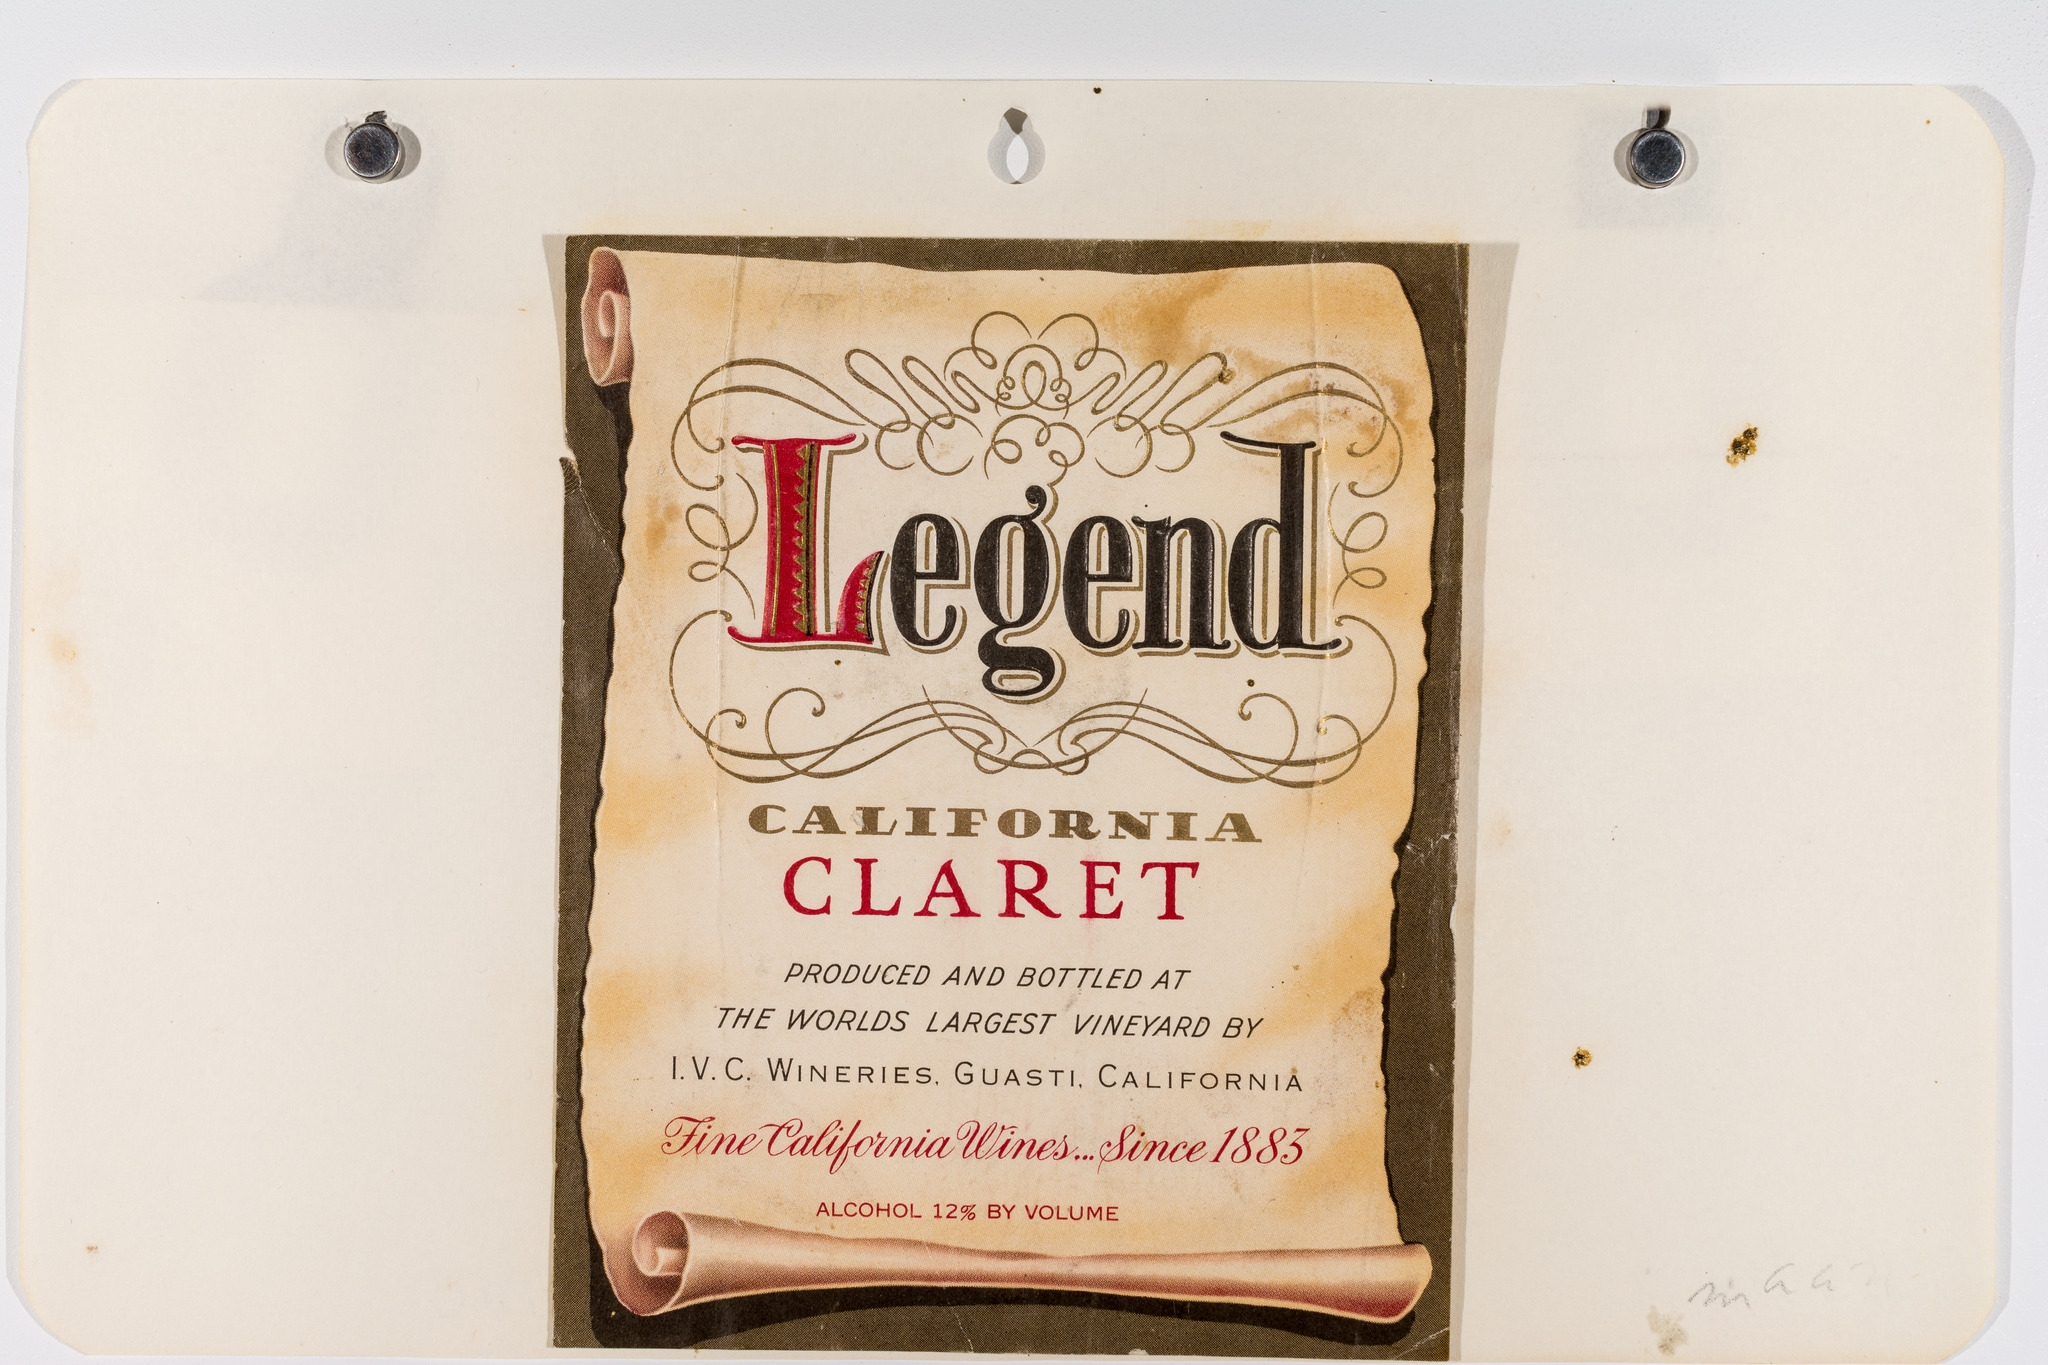 Legend
CALIFORNIA
CLARET
PRODUCED AND BOTTLED AT
THE WORLDS LARGEST VINEYARD BY
I.V.C. WINERIES, GUASTI, CALIFORNIA
Fine California Wines...Since 1883
ALCOHOL 12% BY VOLUME